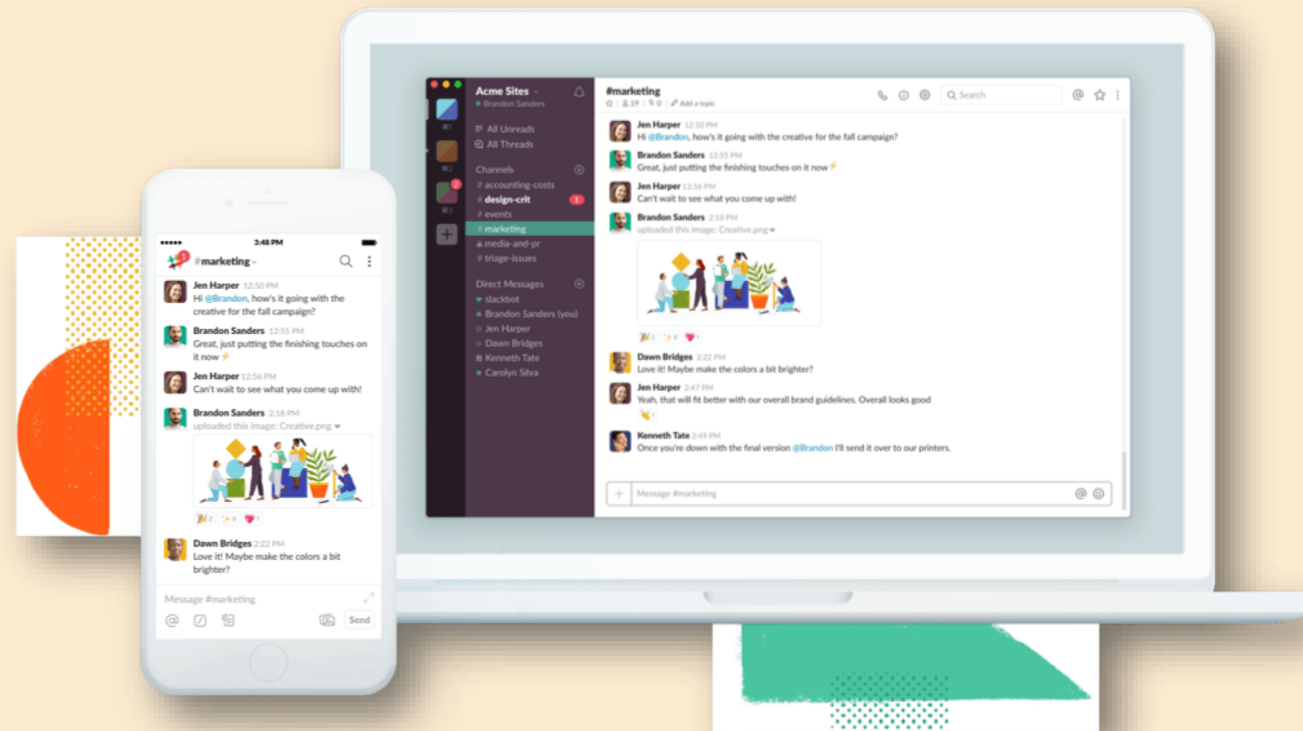 3:48 PM
#marketing
Jen Harper 12:50 PM
Hi @Brandon, how's it going with the
creative for the fall campaign?
Brandon Sanders 12:55 PM
Great, just putting the finishing touches on
it now
Jen Harper 12:56 PM
Can't wait to see what you come up with!
Brandon Sanders 2:18 PM
uploaded this image: Creative.png
2 8 1
Dawn Bridges 2:22 PM
Love it! Maybe make the colors a bit
brighter?
Message #marketing
@
Send
Acme Sites
Brandon Sanders
All Unreads
All Threads
Channels
# accounting-costs
# design-crit 1
# events
# marketing
media-and-pr
# triage-issues
Direct Messages
slackbot
Brandon Sanders (you)
Jen Harper
Dawn Bridges
Kenneth Tate
Carolyn Silva
#marketing
19 | 0 | Add a topic
Search
@
Jen Harper 12:50 PM
Hi @Brandon, how's it going with the creative for the fall campaign?
Brandon Sanders 12:55 PM
Great, just putting the finishing touches on it now
Jen Harper 12:56 PM
Can't wait to see what you come up with!
Brandon Sanders 2:18 PM
uploaded this image: Creative.png
2 8 1
Dawn Bridges 2:22 PM
Love it! Maybe make the colors a bit brighter?
Jen Harper 2:47 PM
Yeah, that will fit better with our overall brand guidelines. Overall looks good
1
Kenneth Tate 2:49 PM
Once you're down with the final version @Brandon I'll send it over to our printers.
Message #marketing
@